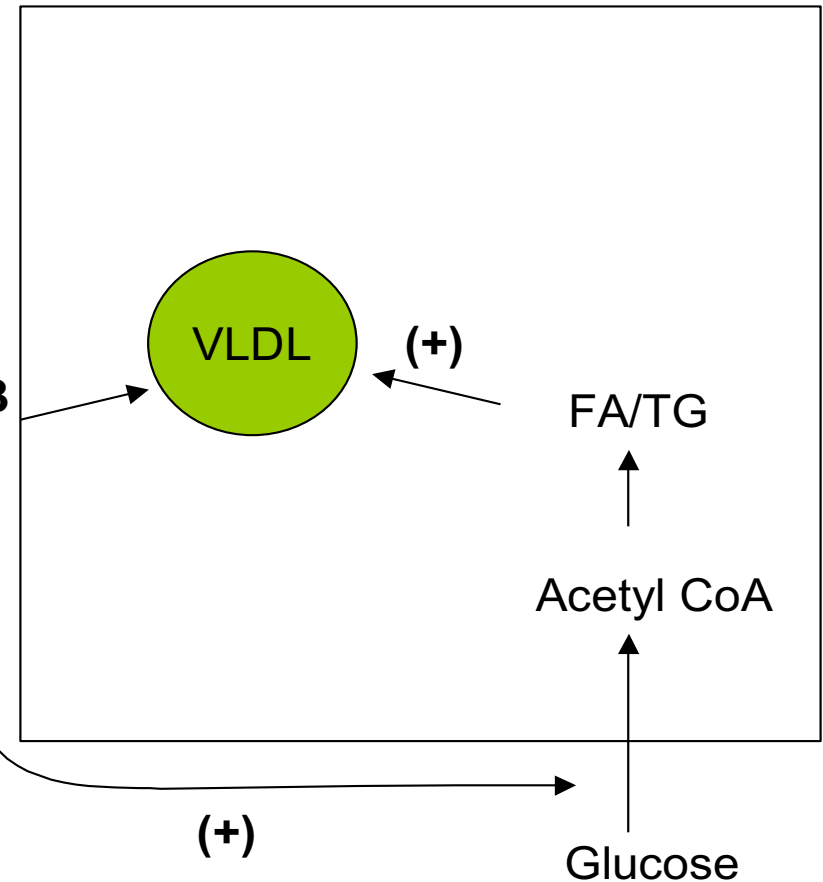 VLDL
(+)
B
FA/TG
Acetyl CoA
(+)
Glucose